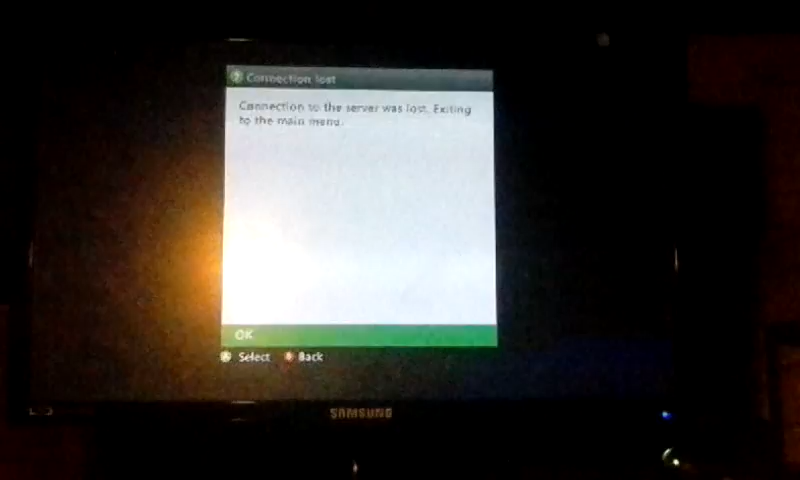 Connection lost
Connection to the server was lost. Exiting
to the main menu.
OK
Select Back
SAMSUNG